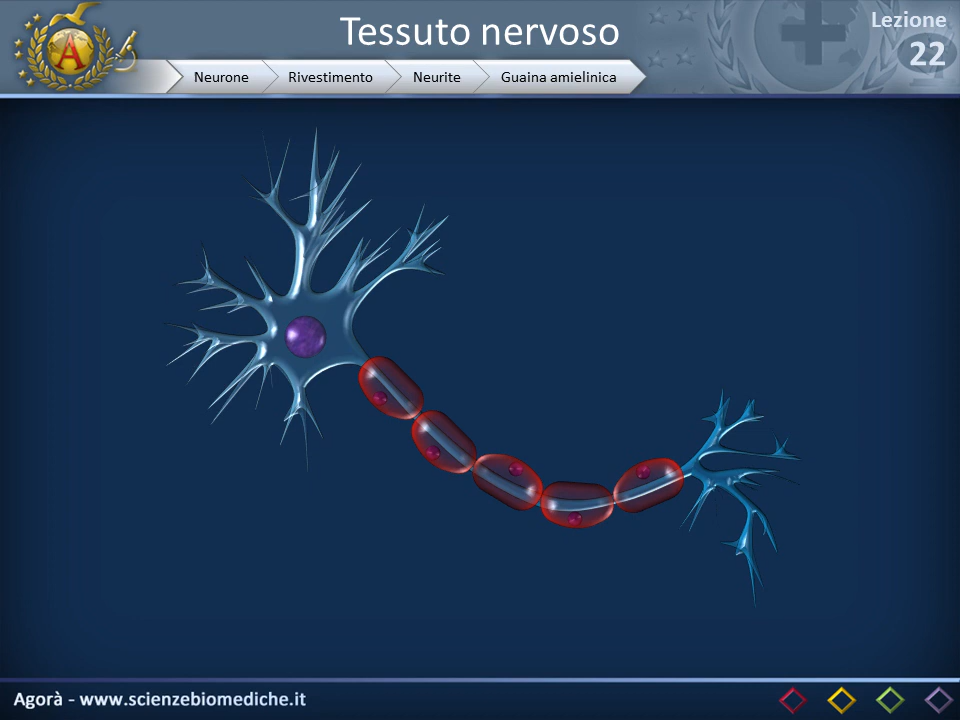 Tessuto nervoso
Lezione
22
A
Neurone Rivestimento Neurite Guaina amielinica
Agorà - www.scienzebiomediche.it